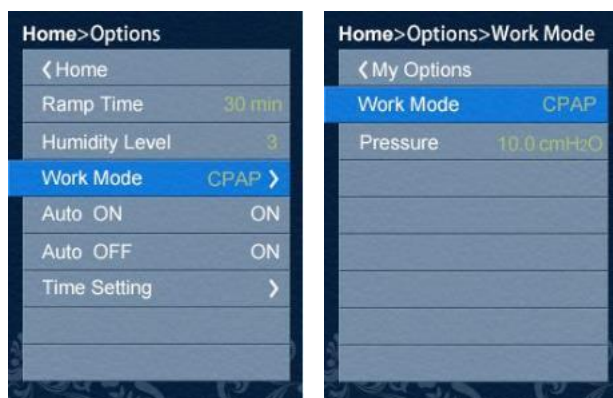 Home>Options
❮Home
Ramp Time 30 min
Humidity Level 3
Work Mode CPAP ❯
Auto ON ON
Auto OFF ON
Time Setting ❯
Home>Options>Work Mode
❮My Options
Work Mode CPAP
Pressure 10.0 cmH2O